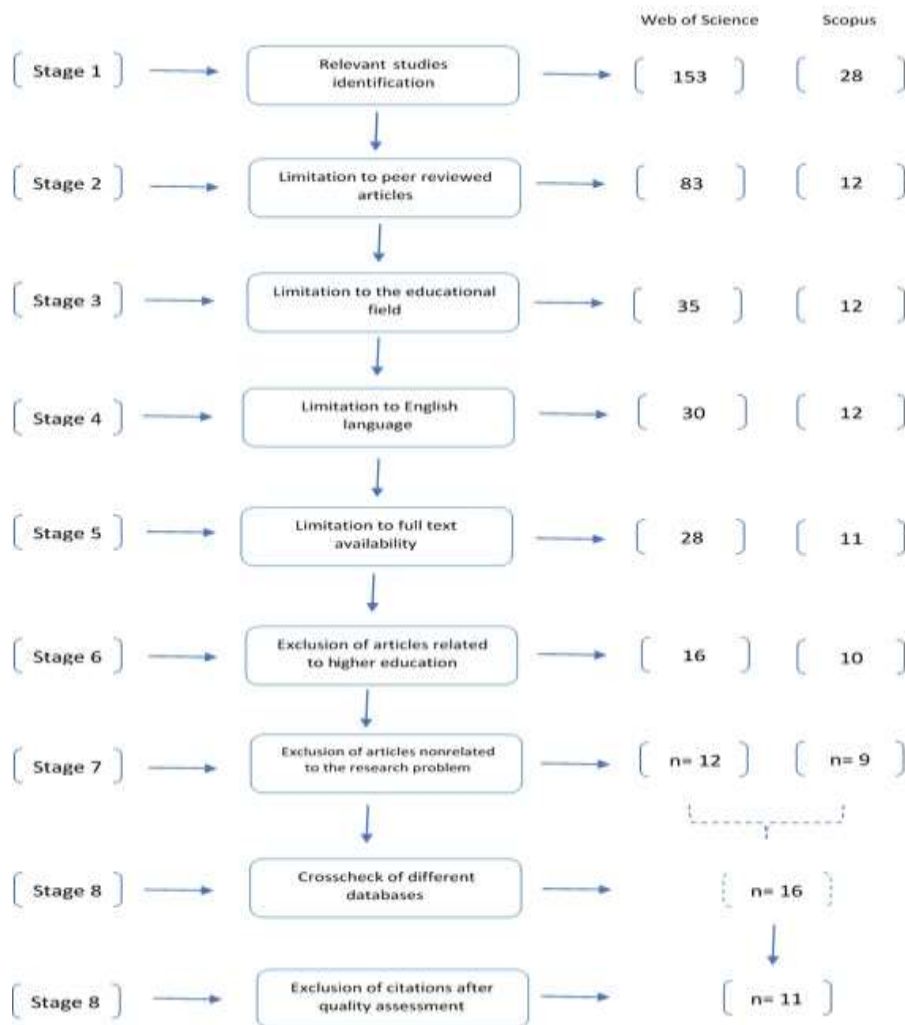 Web of Science Scopus
Stage 1
Relevant studies
identification
153
28
Stage 2
Limitation to peer reviewed
articles
83
12
Stage 3
Limitation to the educational
field
35
12
Stage 4
Limitation to English
language
30
12
Stage 5
Limitation to full text
availability
28
11
Stage 6
Exclusion of articles related
to higher education
16
10
Stage 7
Exclusion of articles nonrelated
to the research problem
n= 12
n= 9
Stage 8
Crosscheck of different
databases
n= 16
Stage 8
Exclusion of citations after
quality assessment
n= 11